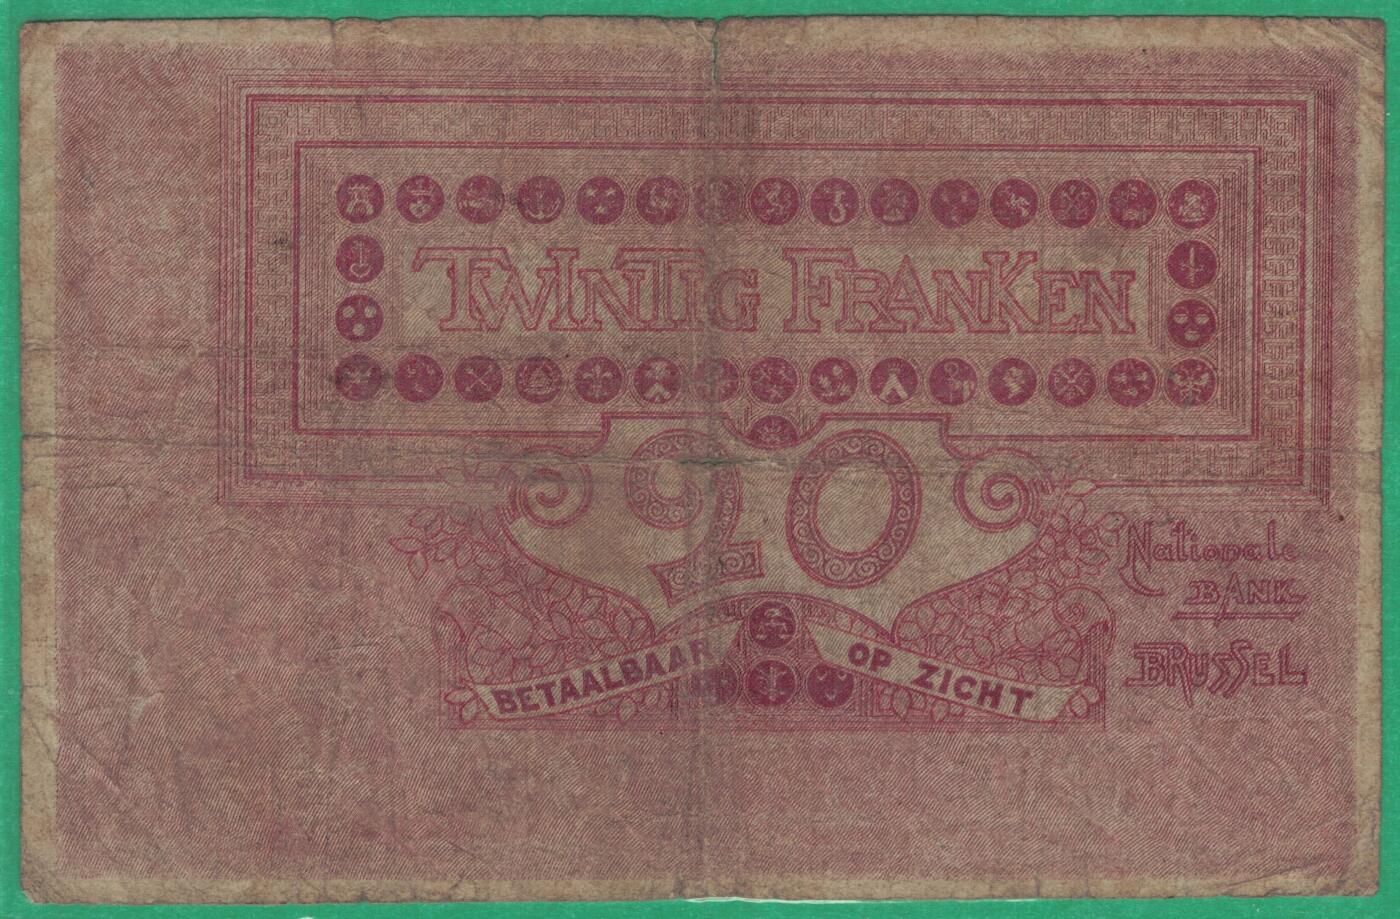 TWINTIG FRANKEN
20
Nationale
BANK
BRUSSEL
BETAALBAAR OP ZICHT